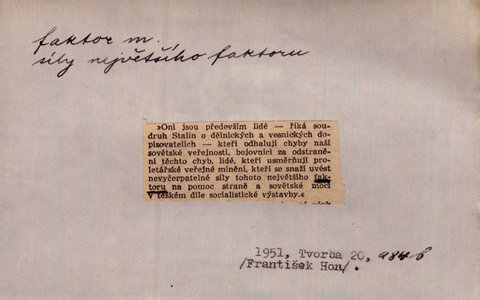 faktor m.
síly největšího faktoru
»Oni jsou především lidé — říká sou-
druh Stalin o dělnických a vesnických do-
pisovatelích — kteří odhalují chyby naší
sovětské veřejnosti, bojovníci za odstraně-
ní těchto chyb, lidé, kteří usměrňují pro-
letářské veřejné mínění, kteří se snaží uvést
nevyčerpatelné síly tohoto největšího fak-
toru na pomoc straně a sovětské moci
v těžkém díle socialistické výstavby.«
1951, Tvorba 20, 984 b
/František Hon/.